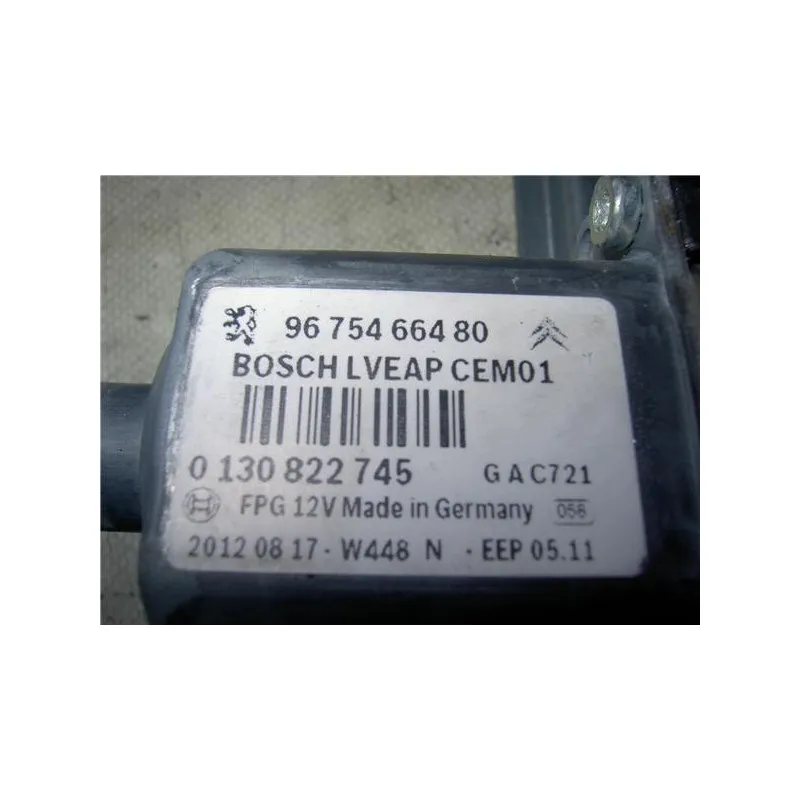 96 754 664 80
BOSCH LVEAP CEM01
0 130 822 745 G A C721
FPG 12V Made in Germany 056
2012 08 17 - W448 N - EEP 05.11